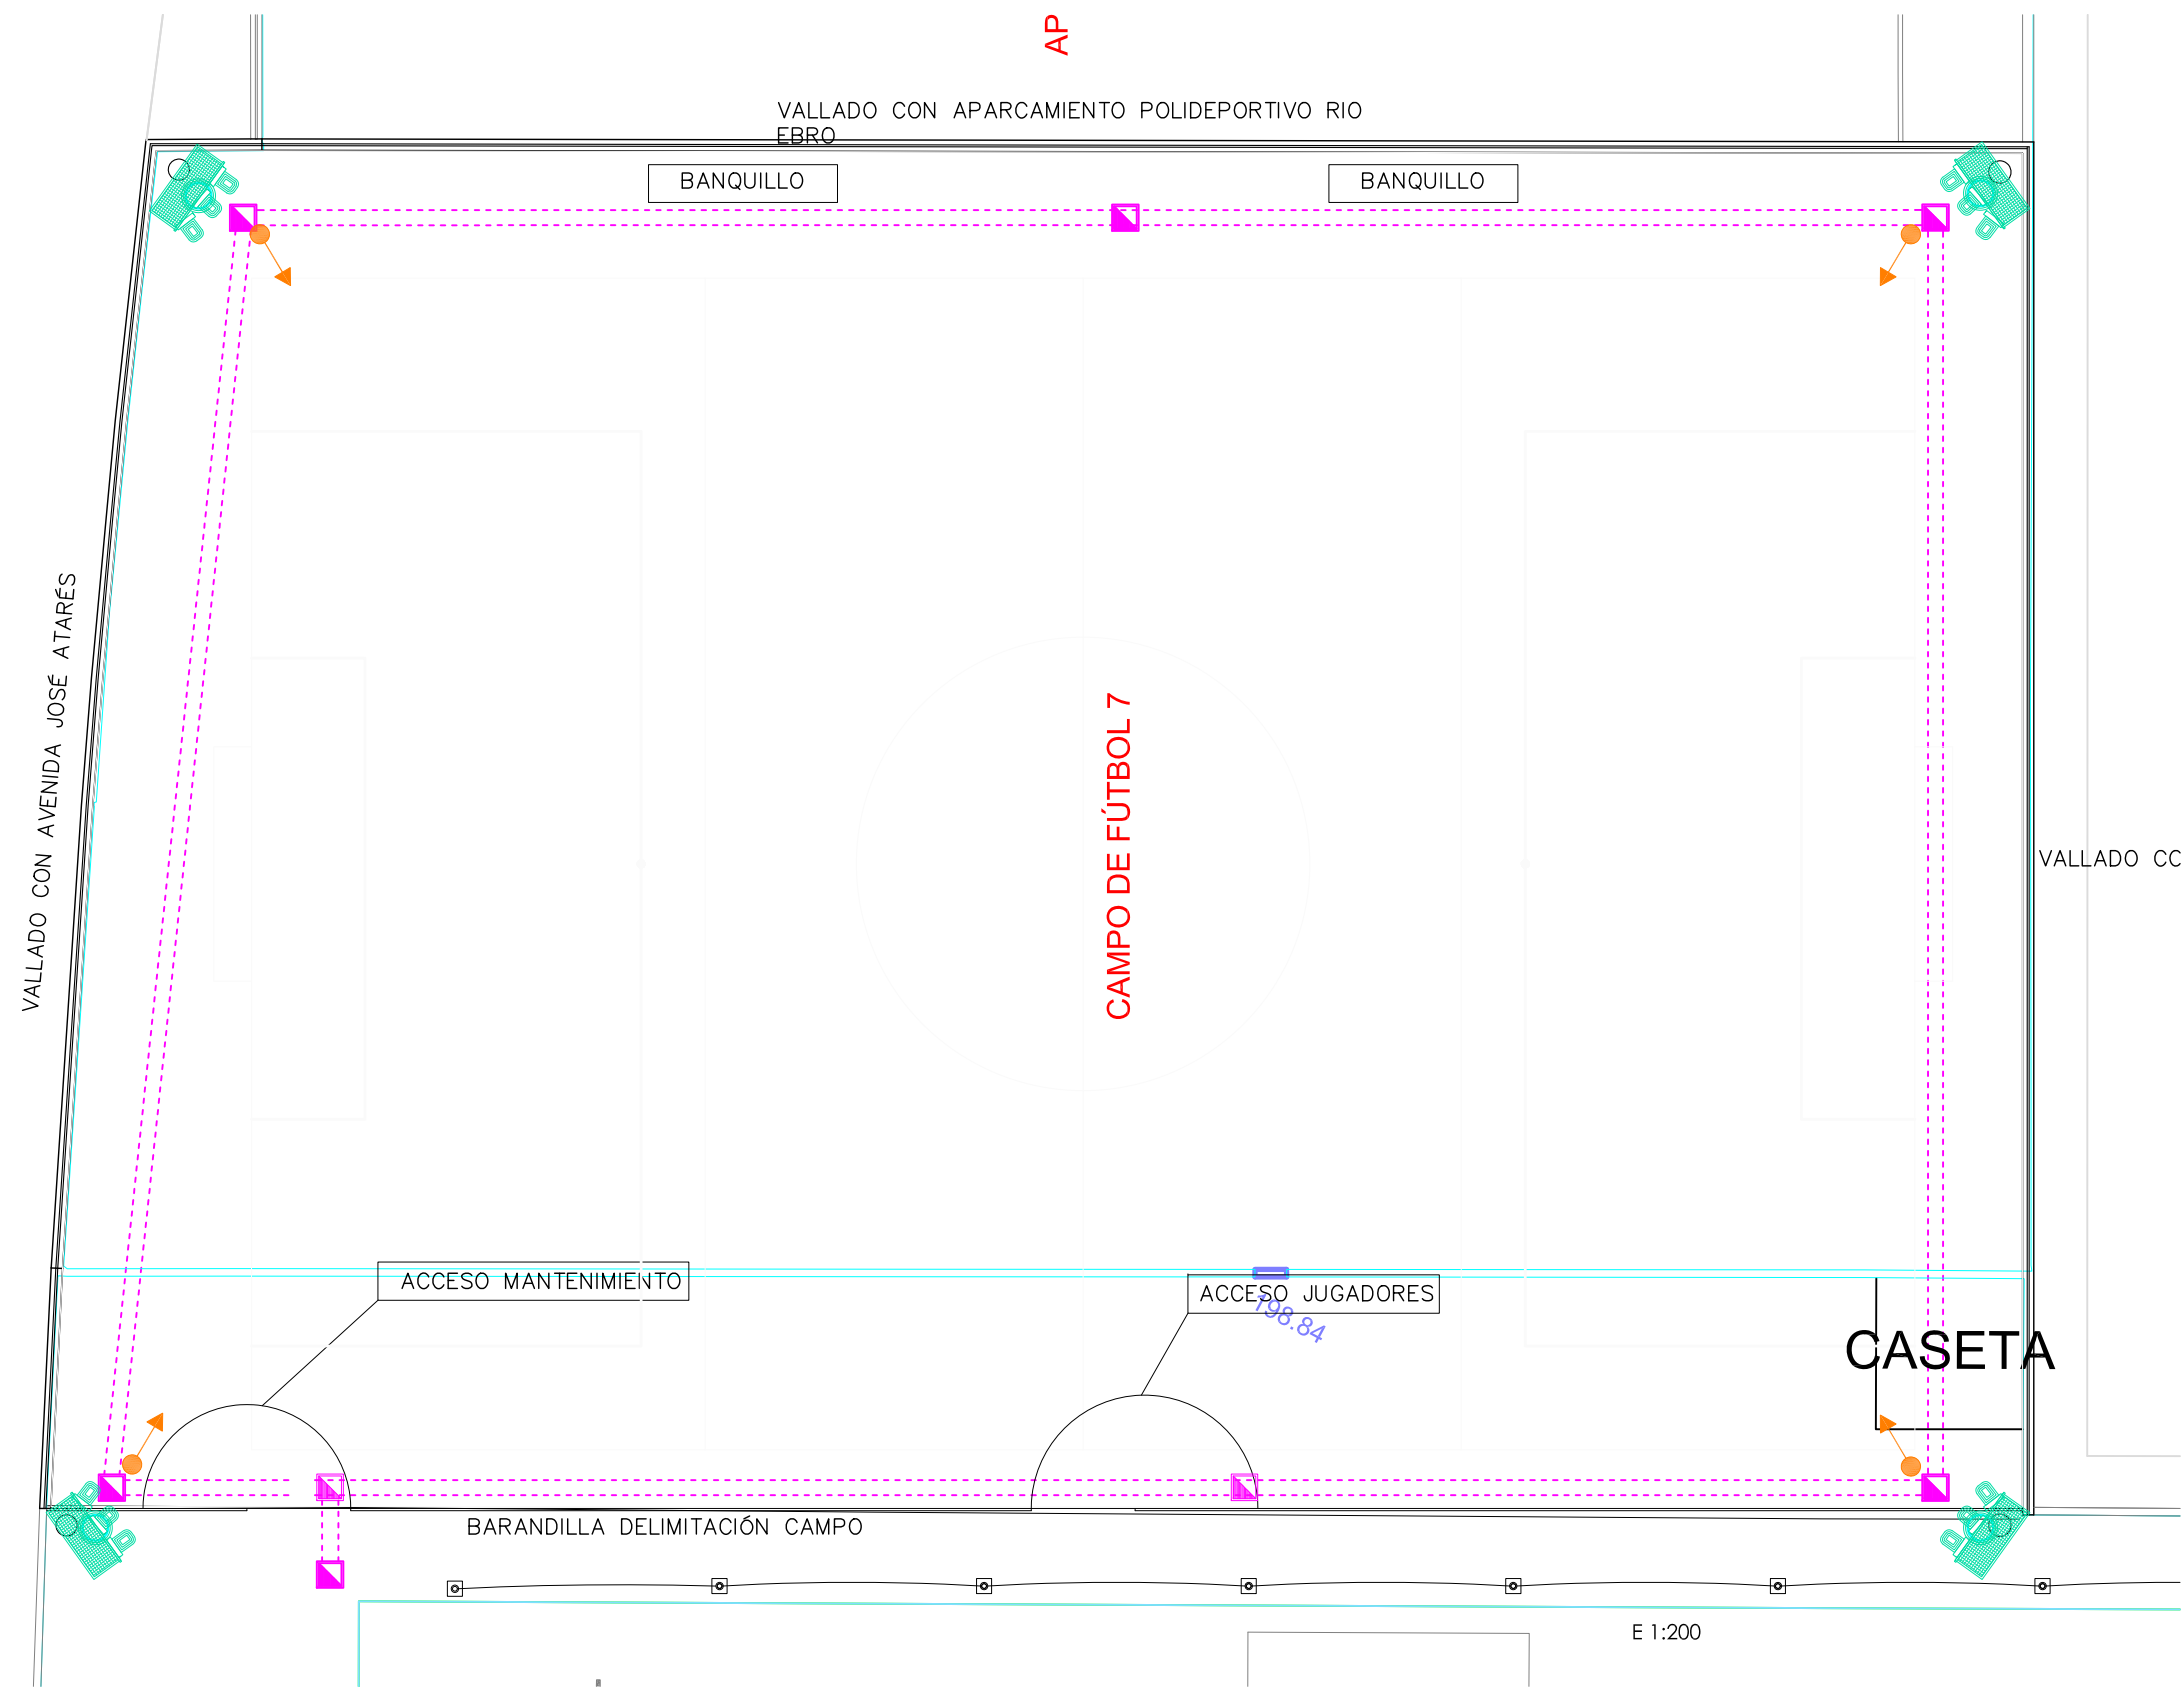 AP
VALLADO CON APARCAMIENTO POLIDEPORTIVO RIO
EBRO
BANQUILLO
BANQUILLO
VALLADO CON AVENIDA JOSÉ ATARÉS
CAMPO DE FÚTBOL 7
VALLADO CC
ACCESO MANTENIMIENTO
ACCESO JUGADORES
198.84
CASETA
BARANDILLA DELIMITACIÓN CAMPO
E 1:200